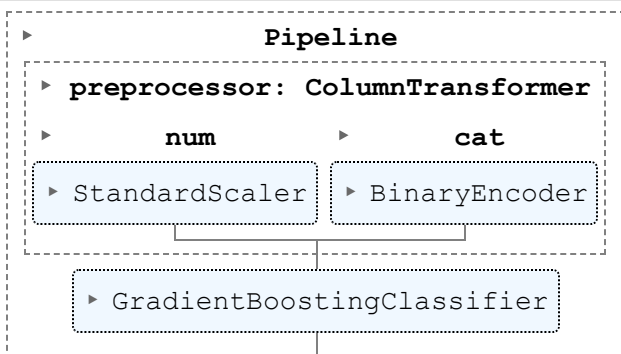 Pipeline
preprocessor: ColumnTransformer
num cat
StandardScaler BinaryEncoder
GradientBoostingClassifier